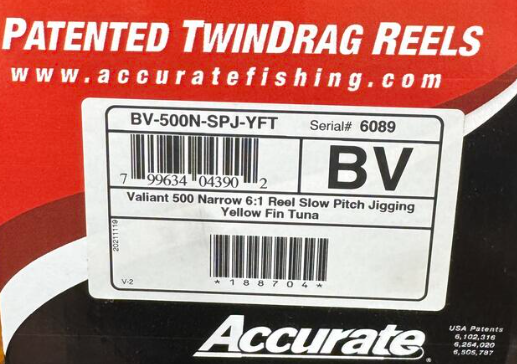 PATENTED TWINDRAG REELS
www.accuratefishing.com
BV-500N-SPJ-YFT Serial# 6089
7 99634 04390 2
BV
Valiant 500 Narrow 6:1 Reel Slow Pitch Jigging
Yellow Fin Tuna
20211119
*188704*
V-2
Accurate
USA Patents
6,102,316
6,264,020
6,505,787